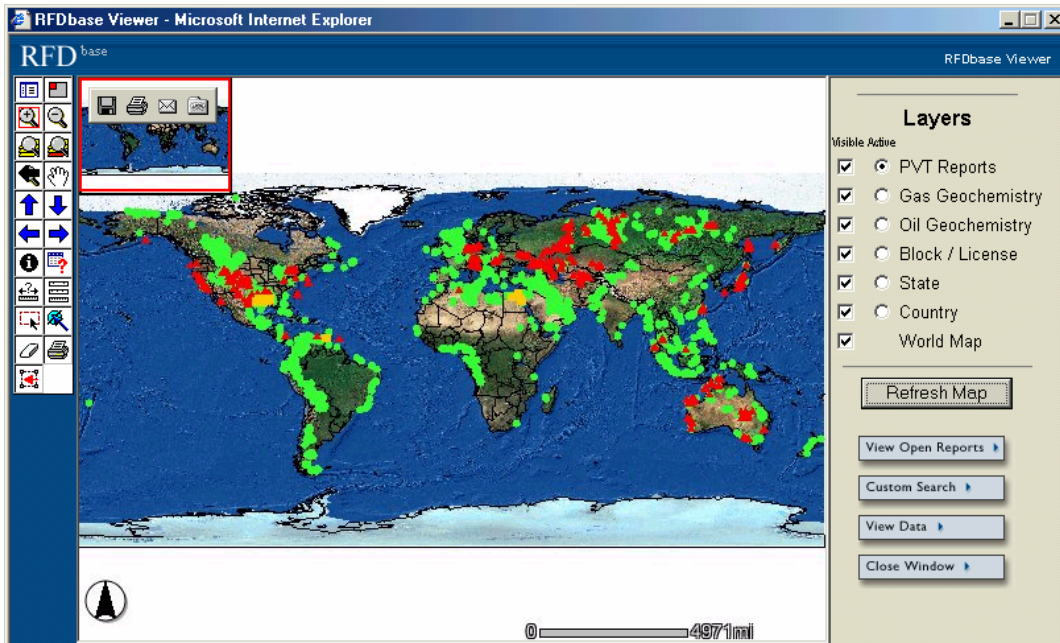 RFDbase Viewer - Microsoft Internet Explorer
RFD base
RFDbase Viewer
Layers
Visible Active
PVT Reports
Gas Geochemistry
Oil Geochemistry
Block / License
State
Country
World Map
Refresh Map
View Open Reports
Custom Search
View Data
Close Window
0 4971mi